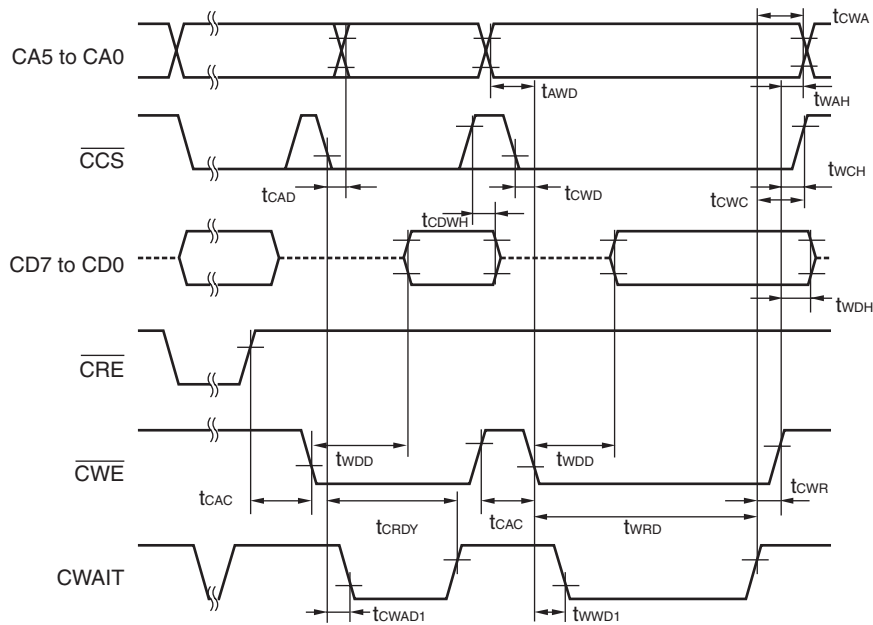 tCWA
CA5 to CA0
tAWD
tWAH
CCS
tWCH
tCAD
tCWD
tCWC
tCDWH
CD7 to CD0
tWDH
CRE
CWE
tWDD
tWDD
tCAC
tCWR
tCRDY
tCAC
tWRD
CWAIT
tCWAD1
tWWD1